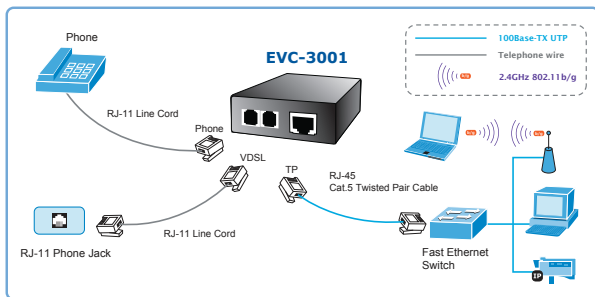 Phone
EVC-3001
100Base-TX UTP
Telephone wire
b/g
2.4GHz 802.11b/g
RJ-11 Line Cord
Phone
VDSL
TP
RJ-45
Cat.5 Twisted Pair Cable
b/g
b/g
RJ-11 Phone Jack
RJ-11 Line Cord
Fast Ethernet
Switch
IP